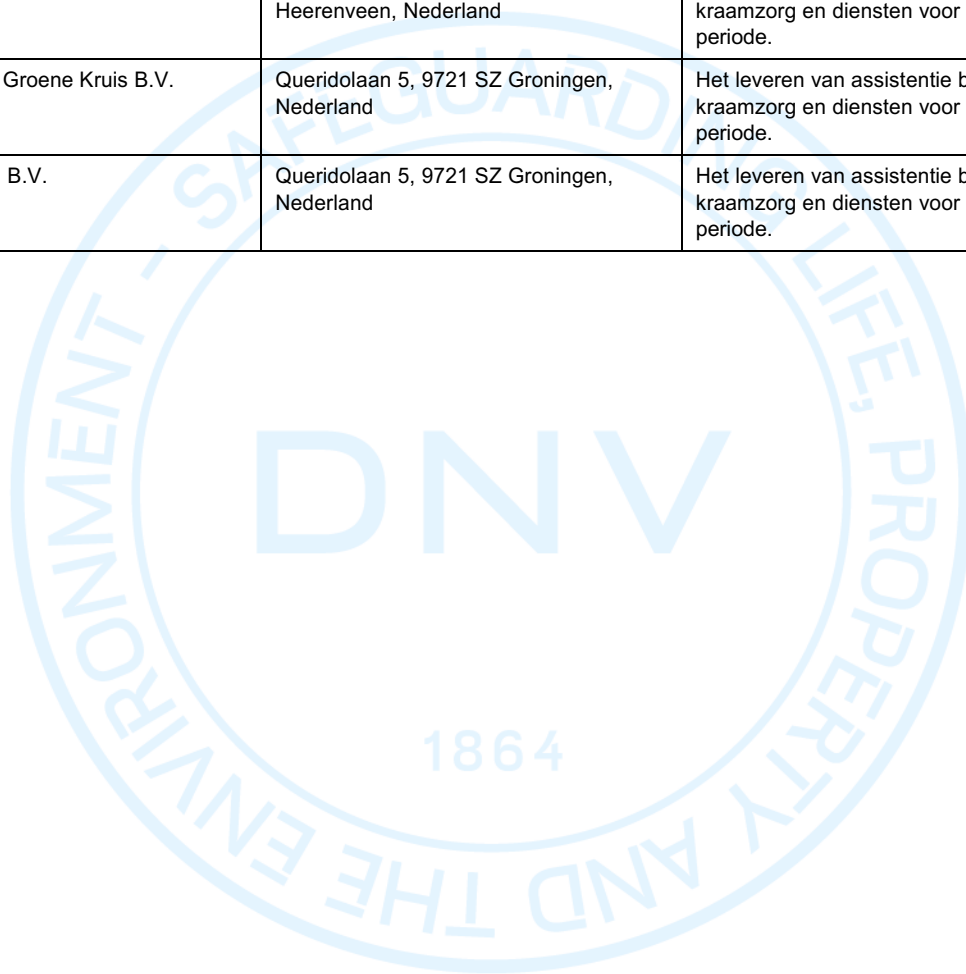 Heerenveen, Nederland
kraamzorg en diensten voor
periode.
Groene Kruis B.V.
Queridolaan 5, 9721 SZ Groningen,
Nederland
Het leveren van assistentie b
kraamzorg en diensten voor
periode.
B.V.
Queridolaan 5, 9721 SZ Groningen,
Nederland
Het leveren van assistentie b
kraamzorg en diensten voor
periode.
SAFEGUARDING LIFE, PROPERTY AND THE ENVIRONMENT –
DNV
1864